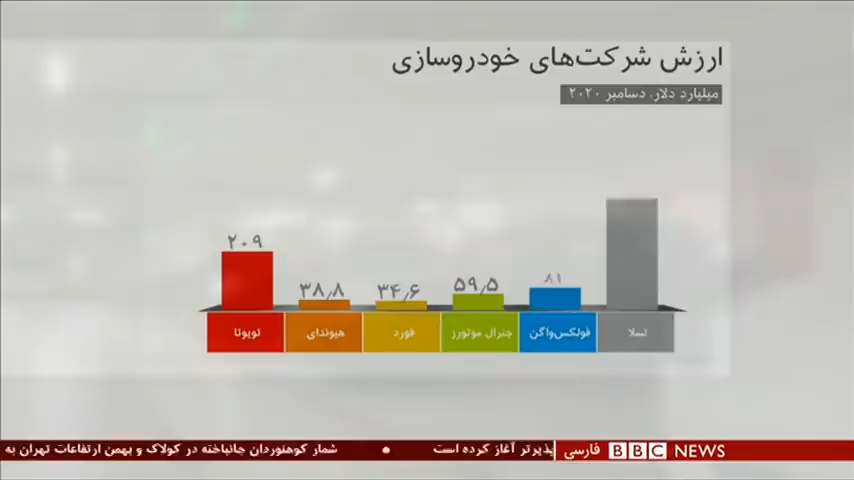 ارزش شرکت‌های خودروسازی
میلیارد دلار، دسامبر ۲۰۲۰
۲۰۹
۳۸٫۸
۳۴٫۶
۵۹٫۵
۸۱
تویوتا
هیوندای
فورد
جنرال موتورز
فولکس‌واگن
تسلا
BBC NEWS فارسی
پذیرتر آغاز کرده است • شمار کوهنوردان جانباخته در کولاک و بهمن ارتفاعات تهران به